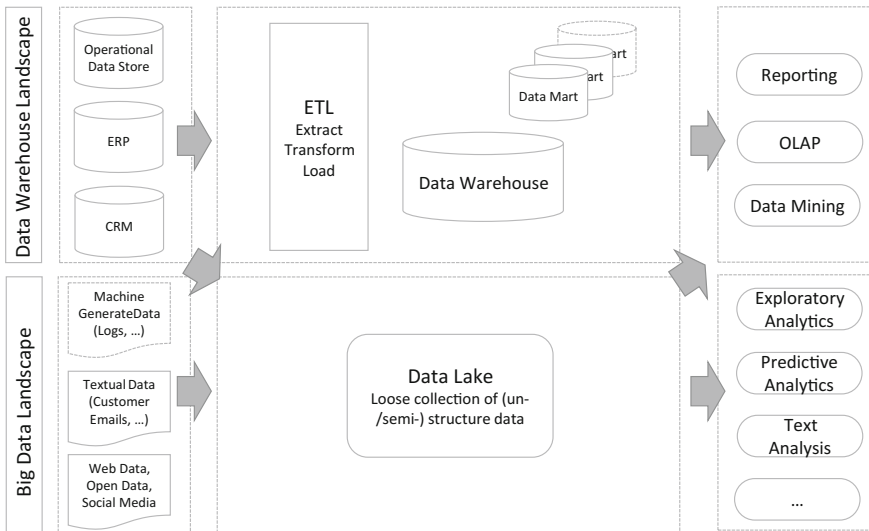 Data Warehouse Landscape
Operational
Data Store
ERP
CRM
ETL
Extract
Transform
Load
art
art
Data Mart
Data Warehouse
Reporting
OLAP
Data Mining
Big Data Landscape
Machine
GenerateData
(Logs, …)
Textual Data
(Customer
Emails, …)
Web Data,
Open Data,
Social Media
Data Lake
Loose collection of (un-
/semi-) structure data
Exploratory
Analytics
Predictive
Analytics
Text
Analysis
…